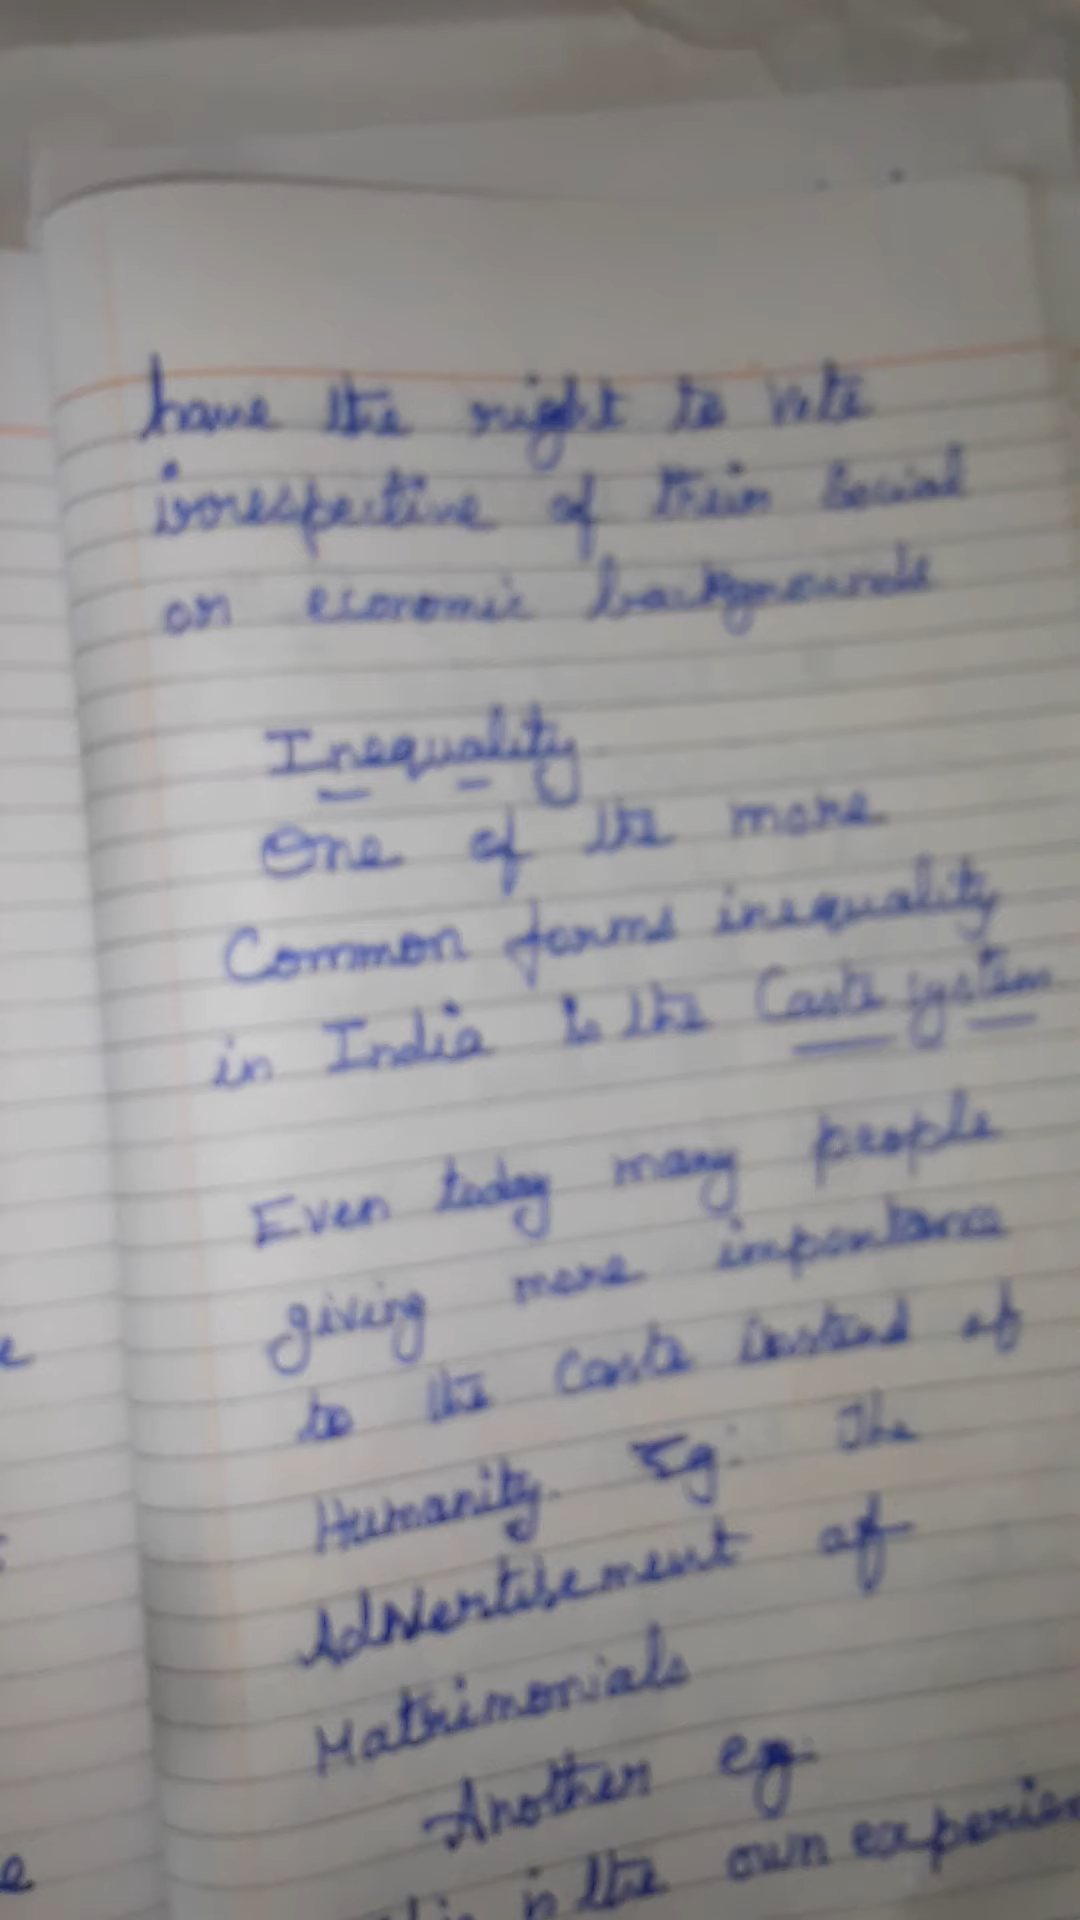 have the right to vote
irrespective of their Social
or economic backgrounds
Inequality
One of the more
Common forms inequality
in India is the Caste system.
Even today many people
giving more importance
to the caste instead of
Humanity. Eg: The
Advertisement of
Matrimonials
Another eg.
is the own experien